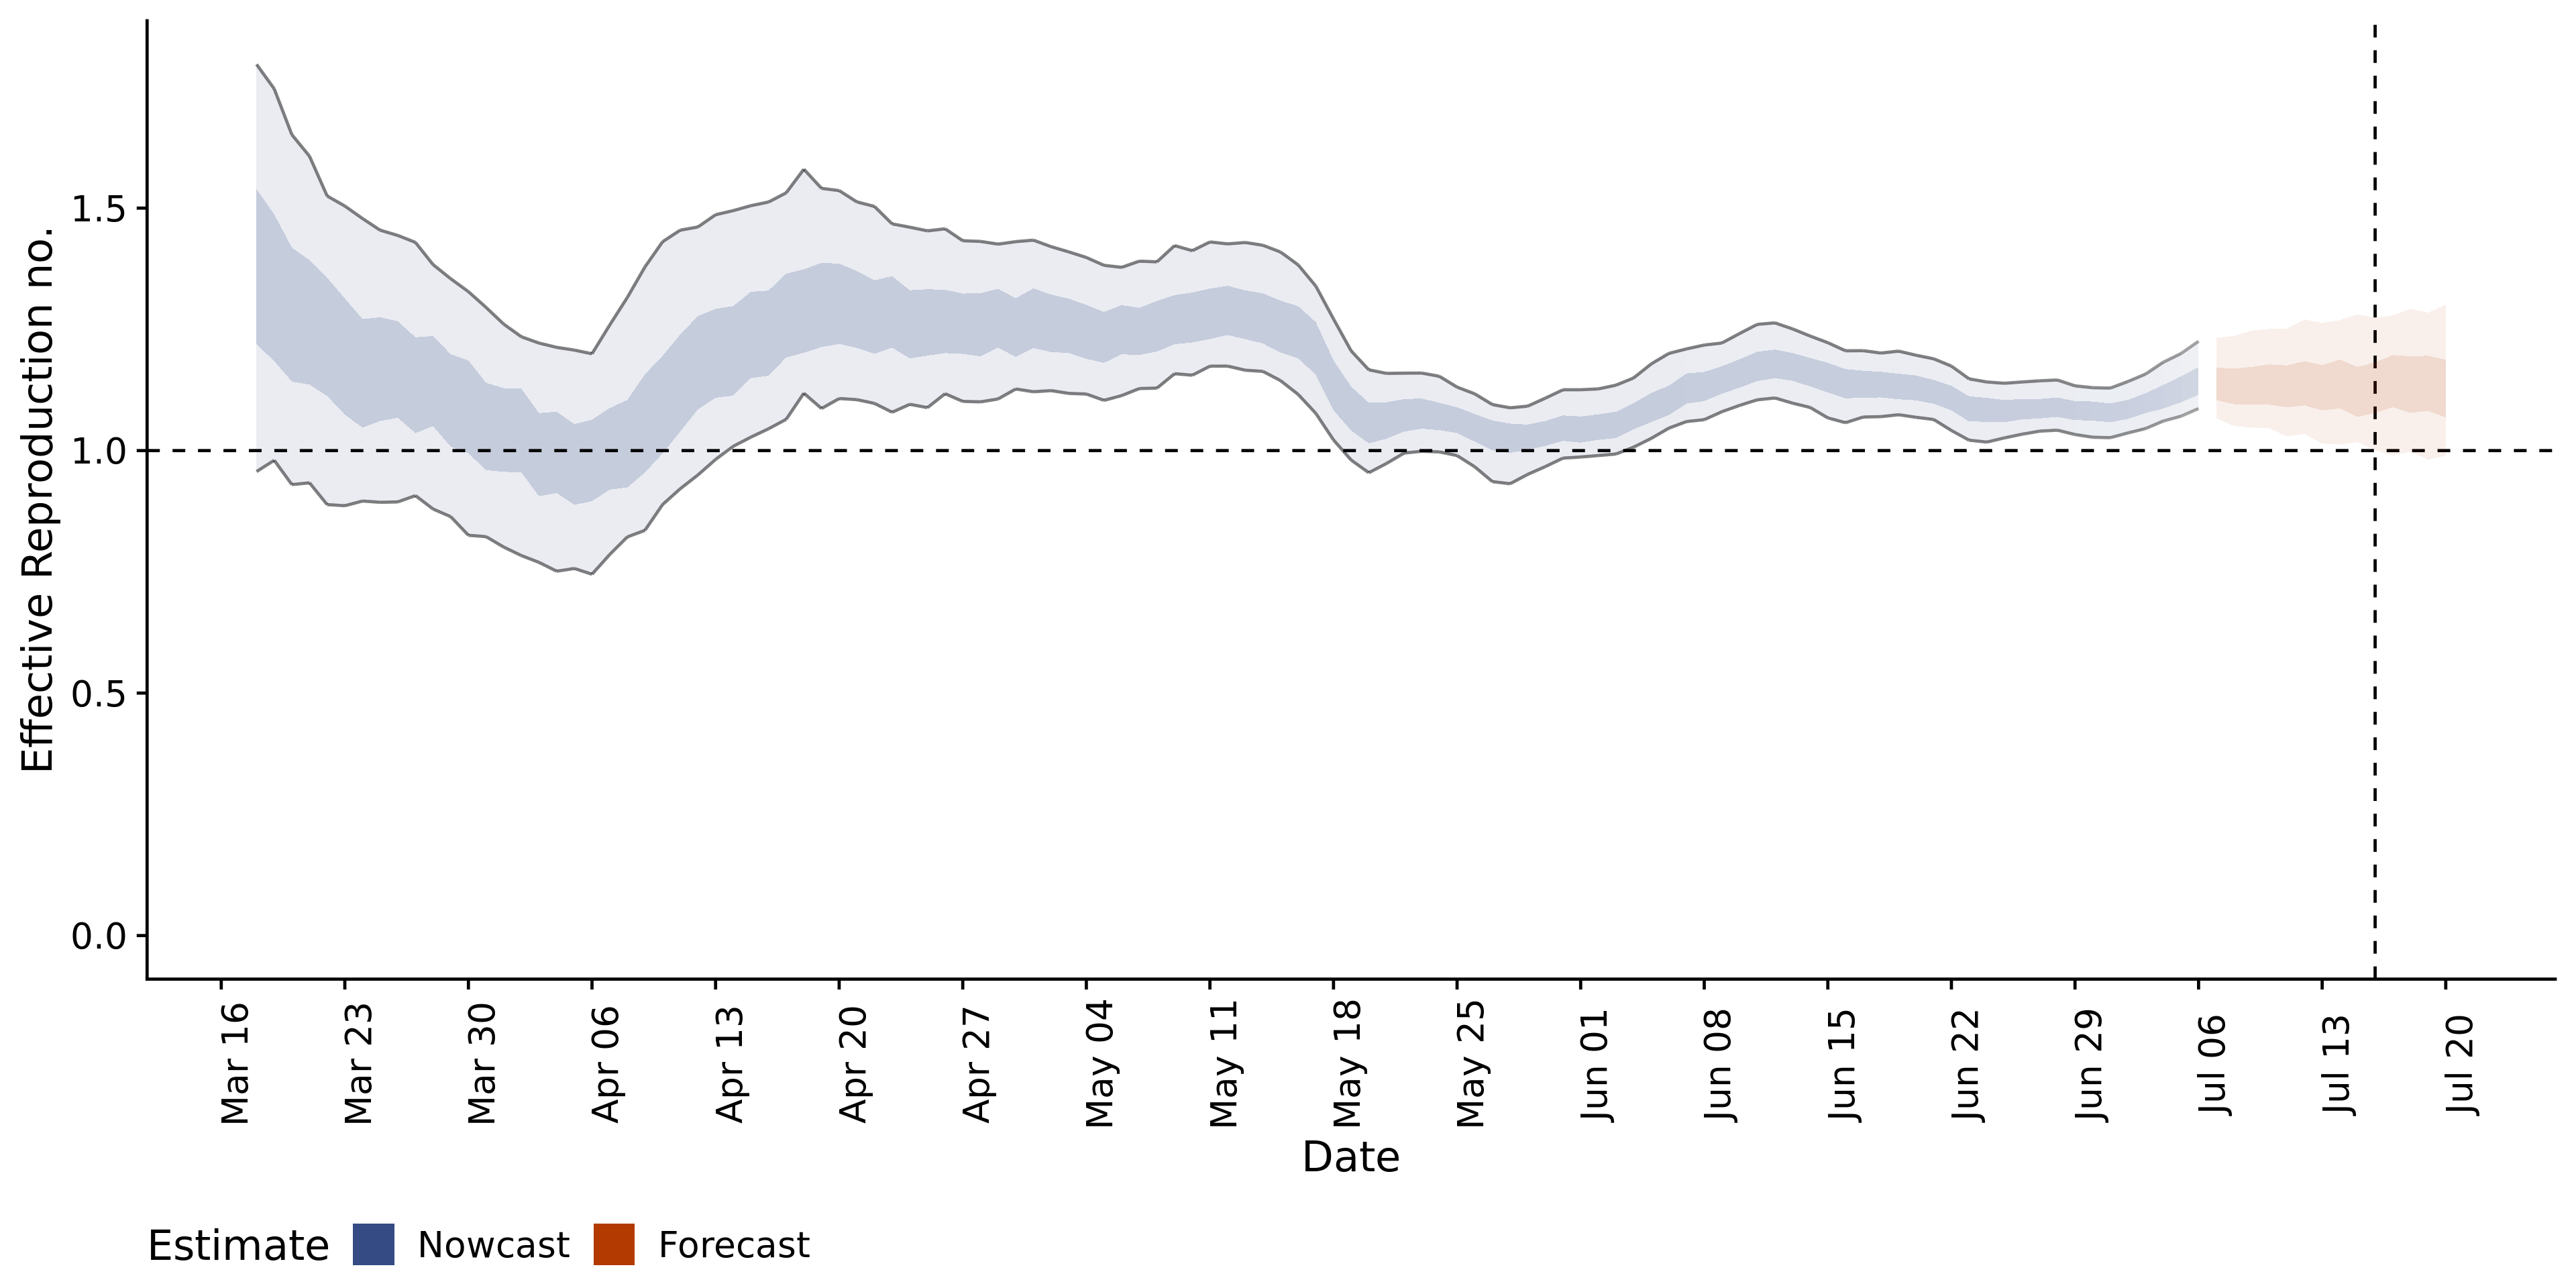 Effective Reproduction no.
1.5
1.0
0.5
0.0
Mar 16
Mar 23
Mar 30
Apr 06
Apr 13
Apr 20
Apr 27
May 04
May 11
May 18
May 25
Jun 01
Jun 08
Jun 15
Jun 22
Jun 29
Jul 06
Jul 13
Jul 20
Date
Estimate Nowcast Forecast